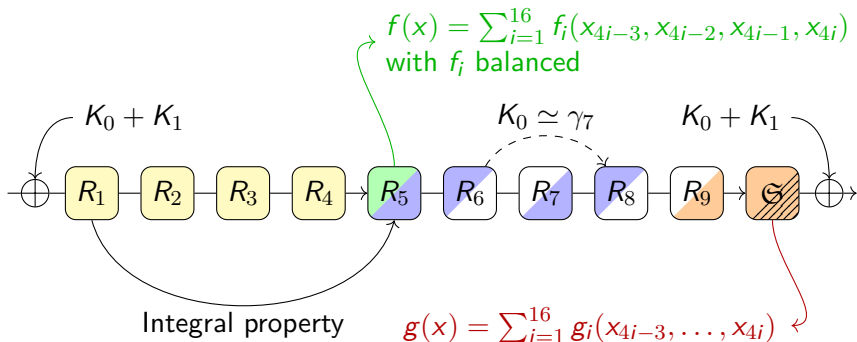 f(x) = ∑_{i=1}^{16} f_i(x_{4i−3}, x_{4i−2}, x_{4i−1}, x_{4i})
with f_i balanced
K_0 + K_1
K_0 ≃ γ_7
K_0 + K_1
R_1 R_2 R_3 R_4 R_5 R_6 R_7 R_8 R_9 𝔖
Integral property
g(x) = ∑_{i=1}^{16} g_i(x_{4i−3}, …, x_{4i})